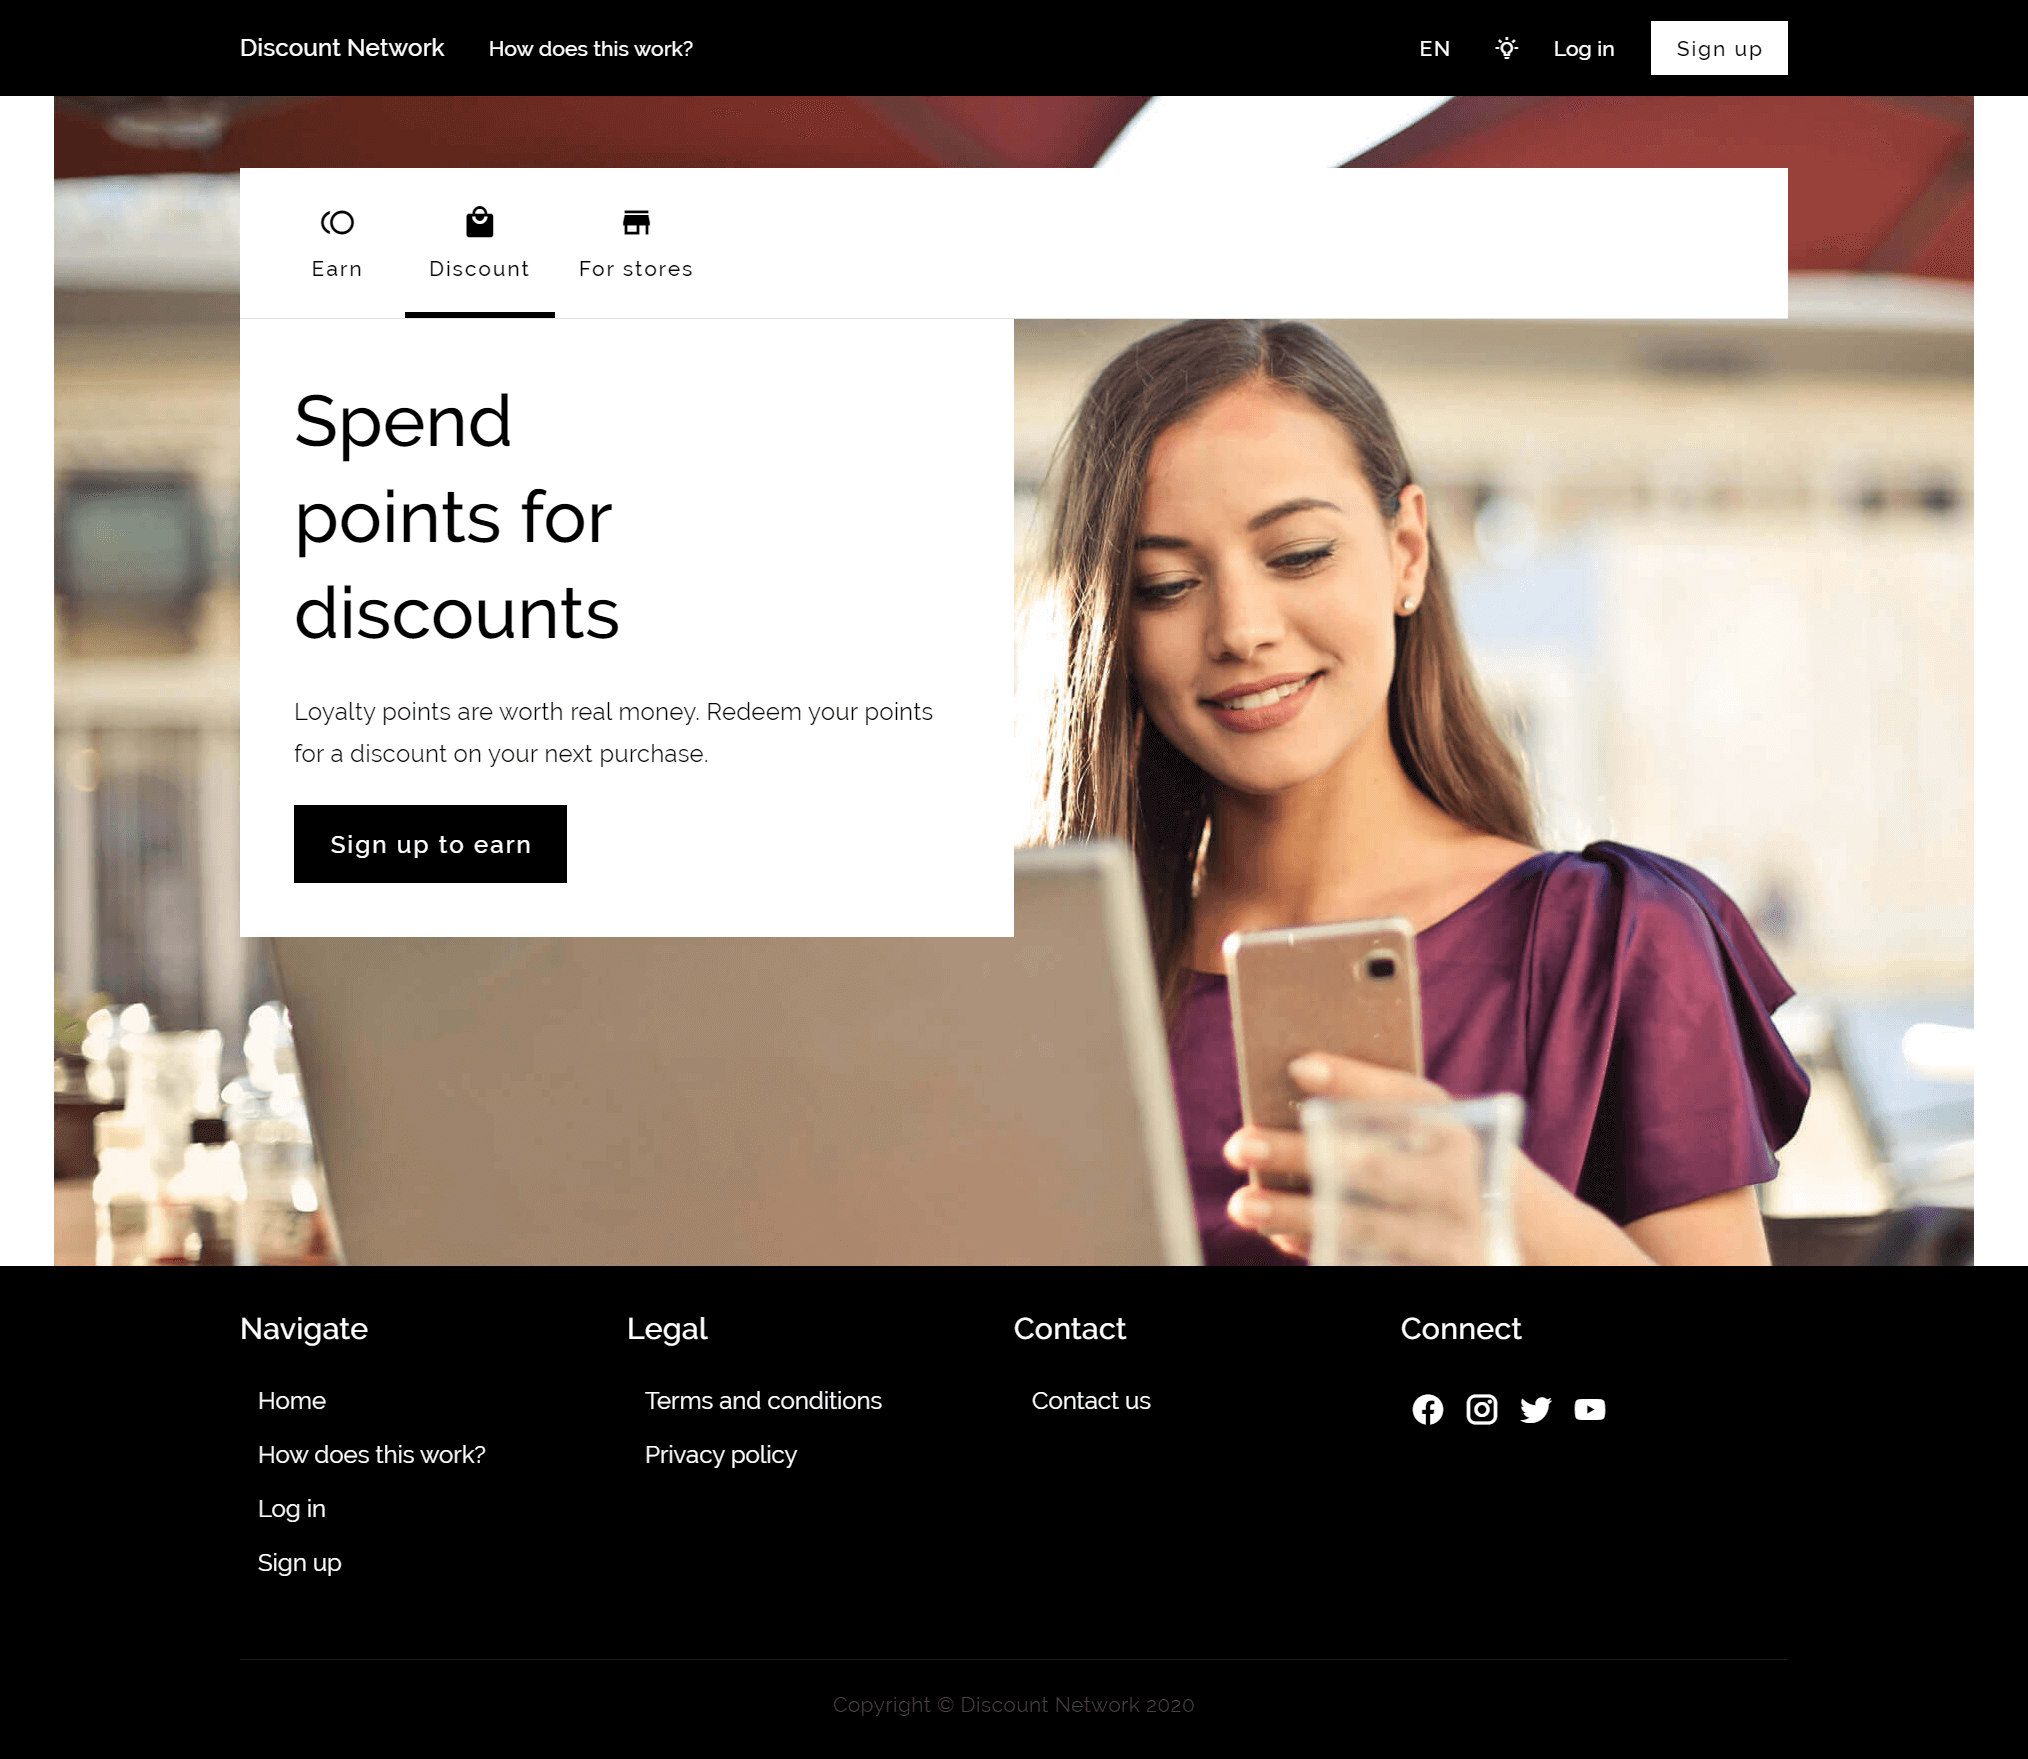 Discount Network
How does this work?
EN
Log in
Sign up
Earn
Discount
For stores
Spend
points for
discounts
Loyalty points are worth real money. Redeem your points
for a discount on your next purchase.
Sign up to earn
Navigate
Home
How does this work?
Log in
Sign up
Legal
Terms and conditions
Privacy policy
Contact
Contact us
Connect
Copyright © Discount Network 2020